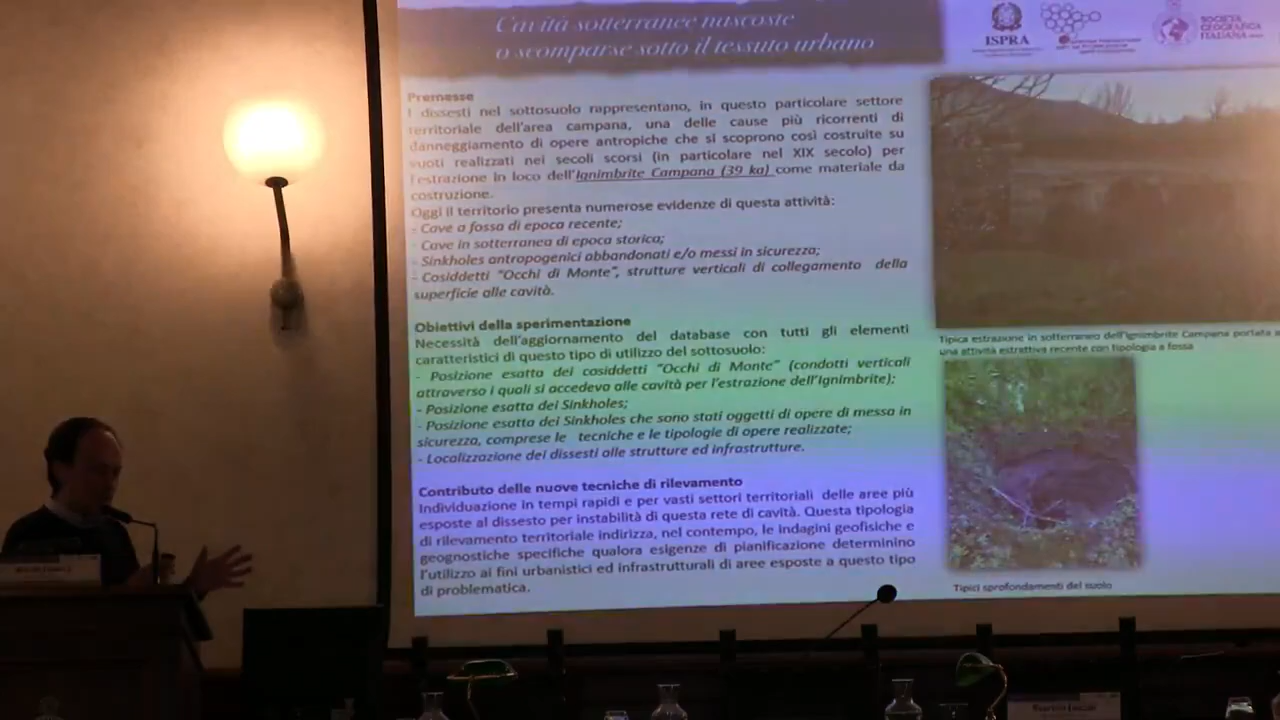 Cavità sotterranee nascoste
o scomparse sotto il tessuto urbano
ISPRA
SOCIETÀ
GEOGRAFICA
ITALIANA
Premesse
I dissesti nel sottosuolo rappresentano, in questo particolare settore
territoriale dell'area campana, una delle cause più ricorrenti di
danneggiamento di opere antropiche che si scoprono così costruite su
vuoti realizzati nei secoli scorsi (in particolare nel XIX secolo) per
l'estrazione in loco dell'Ignimbrite Campana (39 ka) come materiale da
costruzione.
Oggi il territorio presenta numerose evidenze di questa attività:
- Cave a fossa di epoca recente;
- Cave in sotterranea di epoca storica;
- Sinkholes antropogenici abbandonati e/o messi in sicurezza;
- Cosiddetti "Occhi di Monte", strutture verticali di collegamento della
superficie alle cavità.
Obiettivi della sperimentazione
Necessità dell'aggiornamento del database con tutti gli elementi
caratteristici di questo tipo di utilizzo del sottosuolo:
- Posizione esatta dei cosiddetti "Occhi di Monte" (condotti verticali
attraverso i quali si accedeva alle cavità per l'estrazione dell'Ignimbrite);
- Posizione esatta dei Sinkholes;
- Posizione esatta dei Sinkholes che sono stati oggetti di opere di messa in
sicurezza, comprese le tecniche e le tipologie di opere realizzate;
- Localizzazione dei dissesti alle strutture ed infrastrutture.
Contributo delle nuove tecniche di rilevamento
Individuazione in tempi rapidi e per vasti settori territoriali delle aree più
esposte al dissesto per instabilità di questa rete di cavità. Questa tipologia
di rilevamento territoriale indirizza, nel contempo, le indagini geofisiche e
geognostiche specifiche qualora esigenze di pianificazione determinino
l'utilizzo ai fini urbanistici ed infrastrutturali di aree esposte a questo tipo
di problematica.
Tipica estrazione in sotterraneo dell'Ignimbrite Campana portata
una attività estrattiva recente con tipologia a fossa
Tipici sprofondamenti del suolo